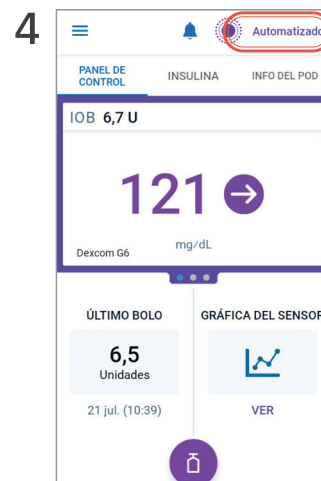 4
Automatizado
PANEL DE
CONTROL
INSULINA
INFO DEL POD
IOB 6,7 U
121
mg/dL
Dexcom G6
ÚLTIMO BOLO
GRÁFICA DEL SENSOR
6,5
Unidades
21 jul. (10:39)
VER